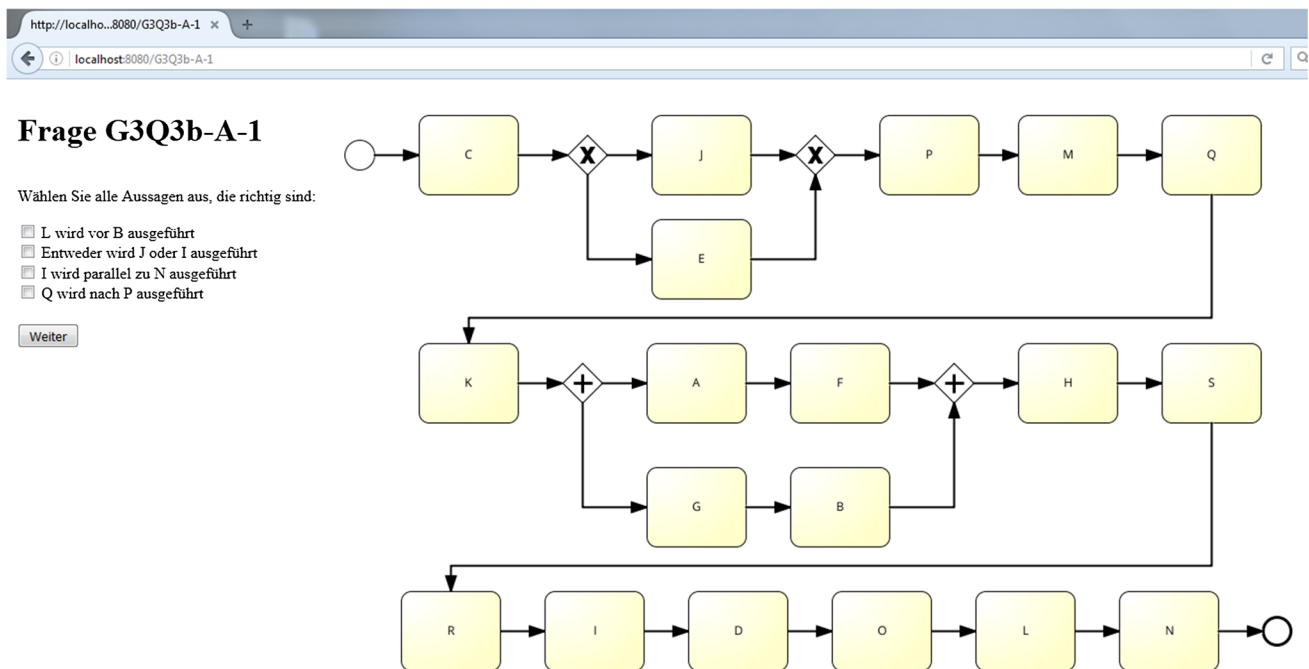 http://localho...8080/G3Q3b-A-1 × +
localhost:8080/G3Q3b-A-1
Frage G3Q3b-A-1
Wählen Sie alle Aussagen aus, die richtig sind:
L wird vor B ausgeführt
Entweder wird J oder I ausgeführt
I wird parallel zu N ausgeführt
Q wird nach P ausgeführt
Weiter
C X J X P M Q
E
K + A F + H S
G B
R I D O L N